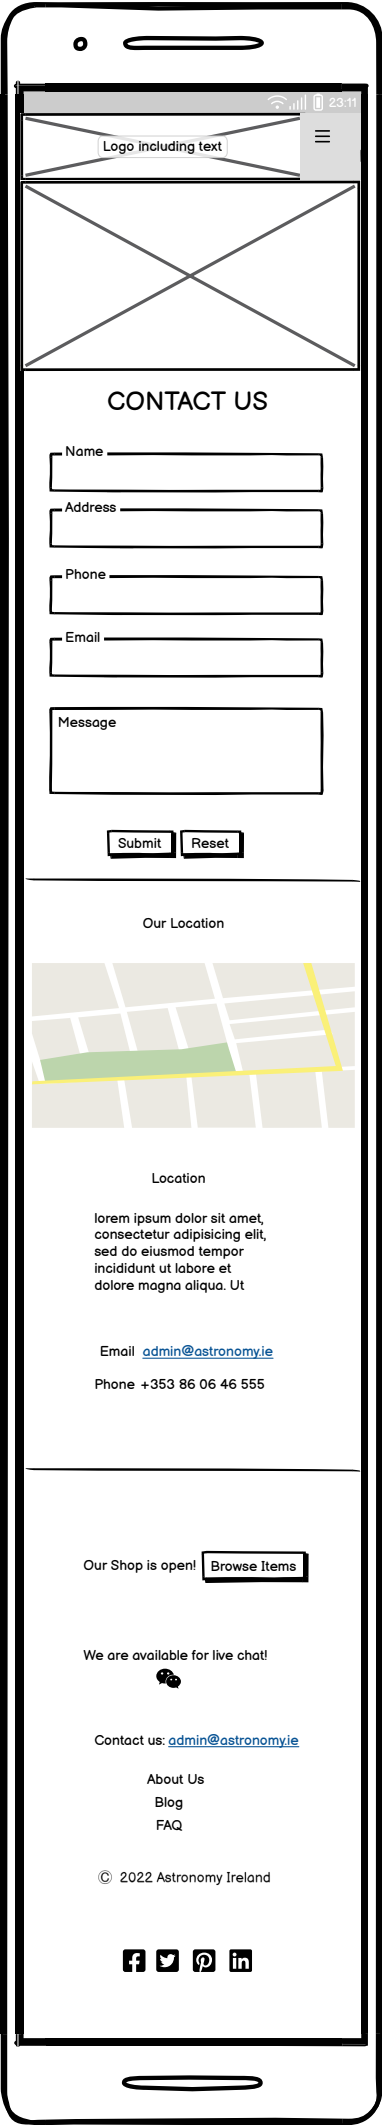 23:11
Logo including text
CONTACT US
Name
Address
Phone
Email
Message
Submit Reset
Our Location
Location
lorem ipsum dolor sit amet,
consectetur adipisicing elit,
sed do eiusmod tempor
incididunt ut labore et
dolore magna aliqua. Ut
Email admin@astronomy.ie
Phone +353 86 06 46 555
Our Shop is open! Browse Items
We are available for live chat!
Contact us: admin@astronomy.ie
About Us
Blog
FAQ
© 2022 Astronomy Ireland